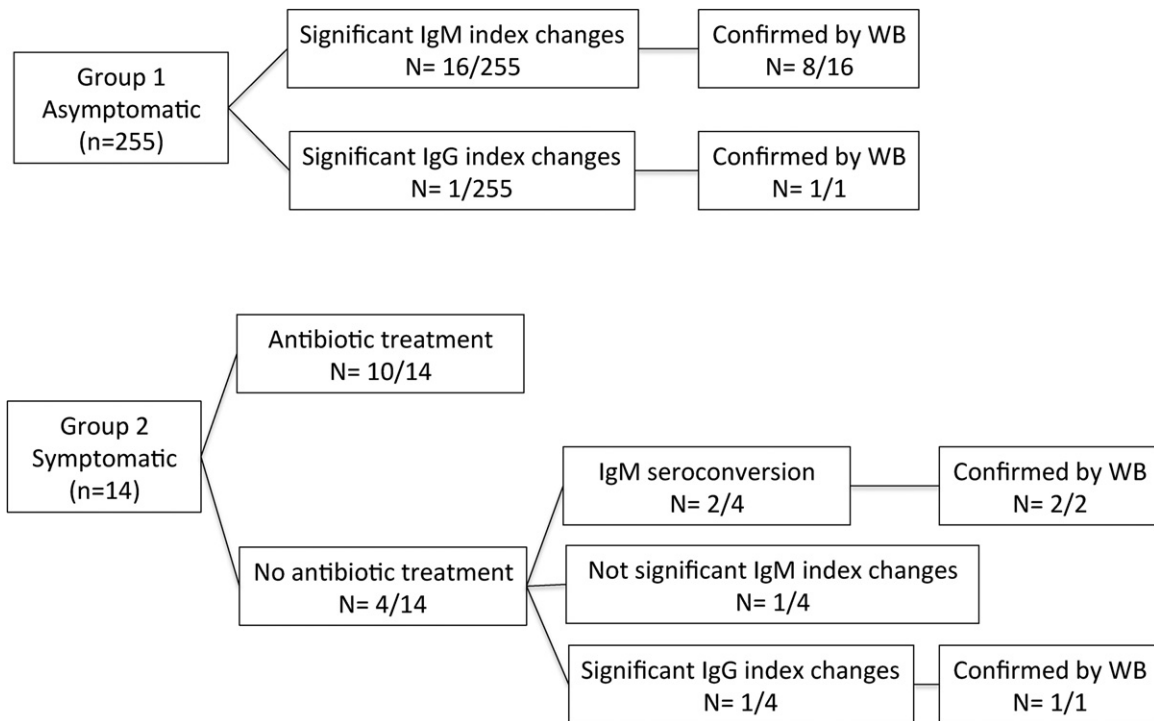 Group 1
Asymptomatic
(n=255)
Significant IgM index changes
N= 16/255
Confirmed by WB
N= 8/16
Significant IgG index changes
N= 1/255
Confirmed by WB
N= 1/1
Group 2
Symptomatic
(n=14)
Antibiotic treatment
N= 10/14
No antibiotic treatment
N= 4/14
IgM seroconversion
N= 2/4
Confirmed by WB
N= 2/2
Not significant IgM index changes
N= 1/4
Significant IgG index changes
N= 1/4
Confirmed by WB
N= 1/1